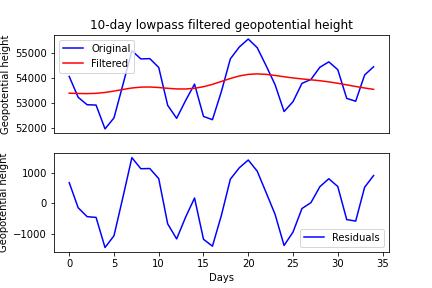 10-day lowpass filtered geopotential height
Geopotential height
55000
54000
53000
52000
Original
Filtered
Geopotential height
1000
0
−1000
Residuals
0 5 10 15 20 25 30 35
Days